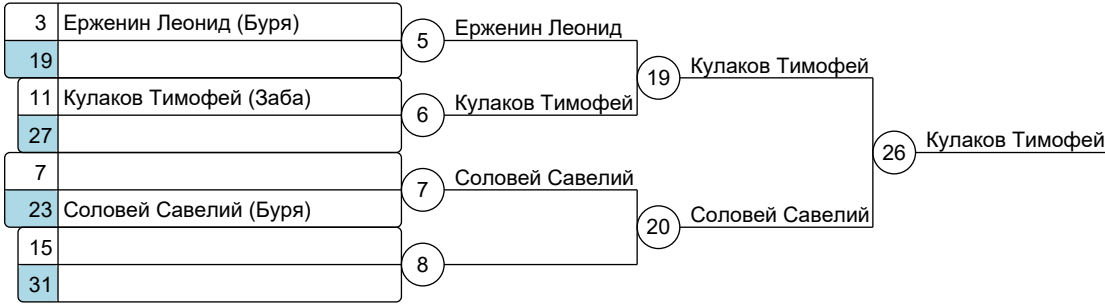 3 Ерженин Леонид (Буря)
19
5 Ерженин Леонид
11 Кулаков Тимофей (Заба)
27
6 Кулаков Тимофей
19 Кулаков Тимофей
7
23 Соловей Савелий (Буря)
7 Соловей Савелий
15
31
8
20 Соловей Савелий
26 Кулаков Тимофей